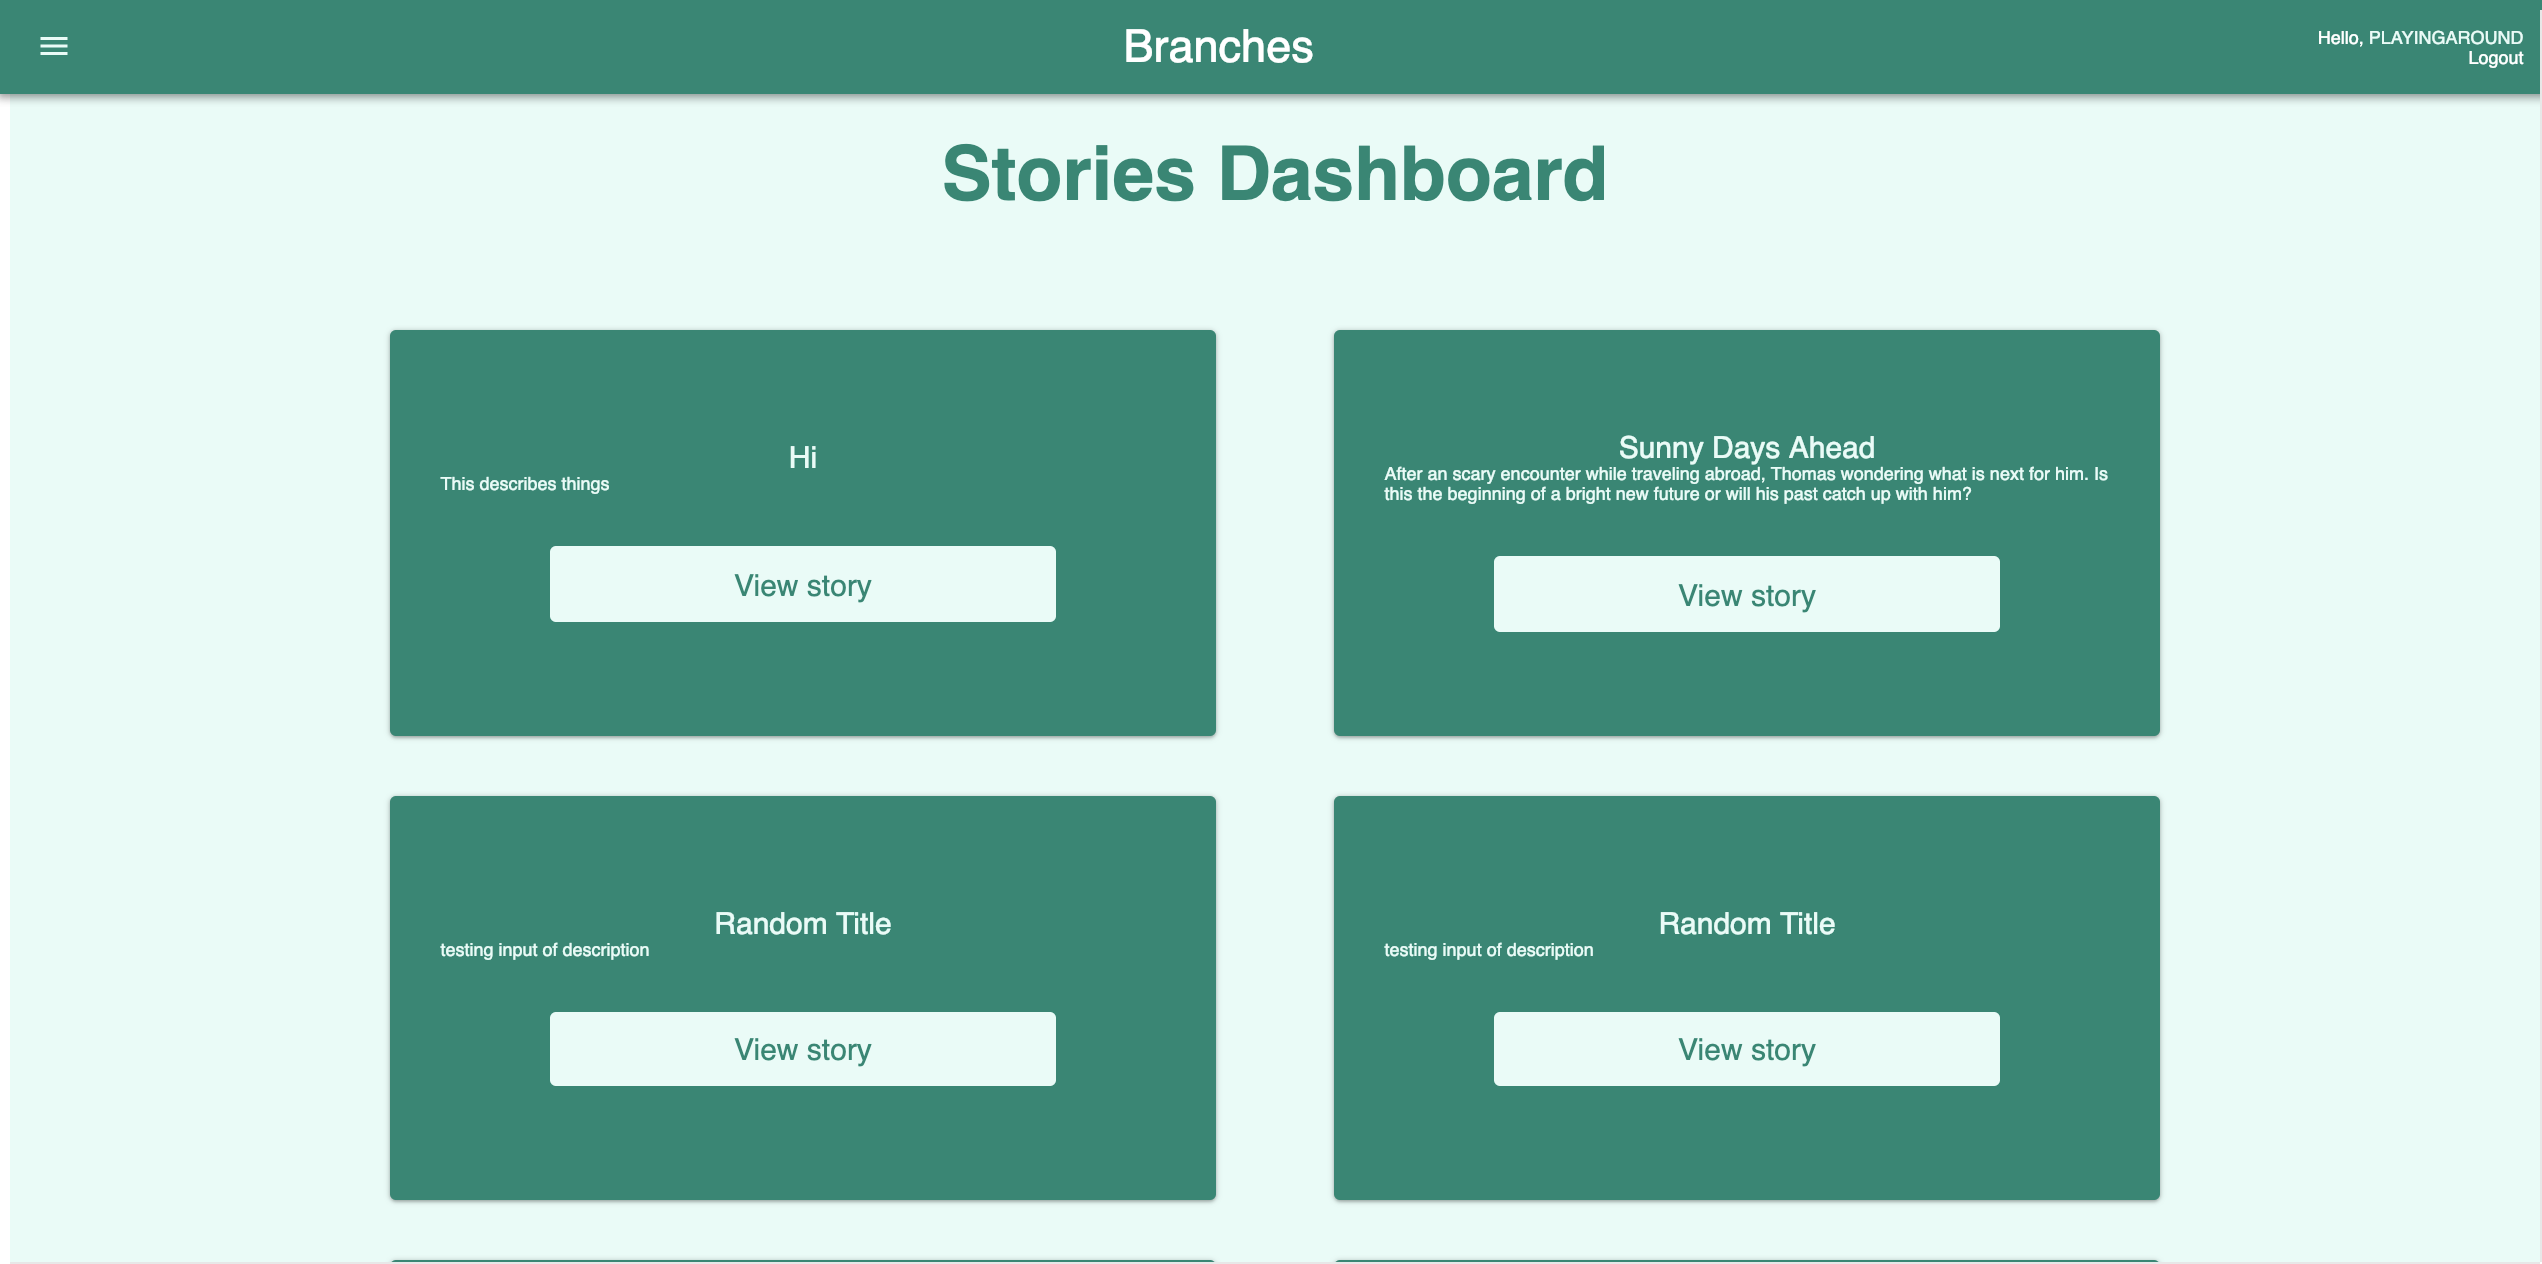 Branches
Hello, PLAYINGAROUND
Logout
Stories Dashboard
Hi
This describes things
View story
Sunny Days Ahead
After an scary encounter while traveling abroad, Thomas wondering what is next for him. Is
this the beginning of a bright new future or will his past catch up with him?
View story
Random Title
testing input of description
View story
Random Title
testing input of description
View story